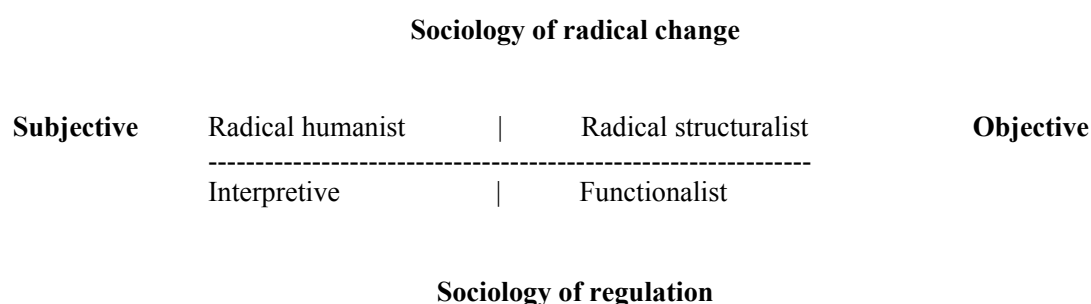 Sociology of radical change
Subjective Radical humanist | Radical structuralist Objective
----------------------------------------------------------------
Interpretive | Functionalist
Sociology of regulation